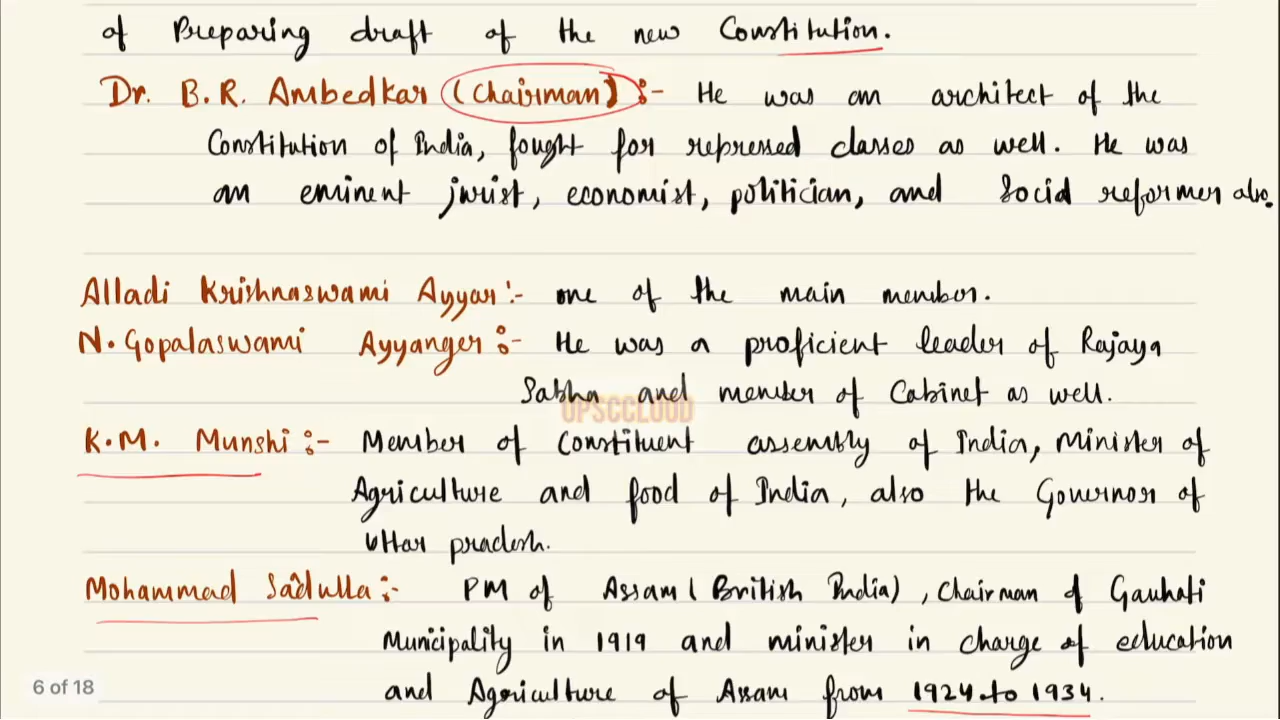 of Preparing draft of the new Constitution.
Dr. B.R. Ambedkar (Chairman) :- He was an architect of the
Constitution of India, fought for repressed classes as well. He was
an eminent jurist, economist, politician, and Social reformer also.
Alladi Krishnaswami Ayyar :- one of the main member.
N. Gopalaswami Ayyanger :- He was a proficient leader of Rajaya
Sabha and member of Cabinet as well.
UPSCCLOUD
K.M. Munshi :- Member of Constituent assembly of India, Minister of
Agriculture and food of India, also the Governor of
Uttar pradesh.
Mohammad Sadulla :- PM of Assam (British India), Chairman of Gauhati
Municipality in 1919 and minister in charge of education
and Agriculture of Assam from 1924 to 1934.
6 of 18